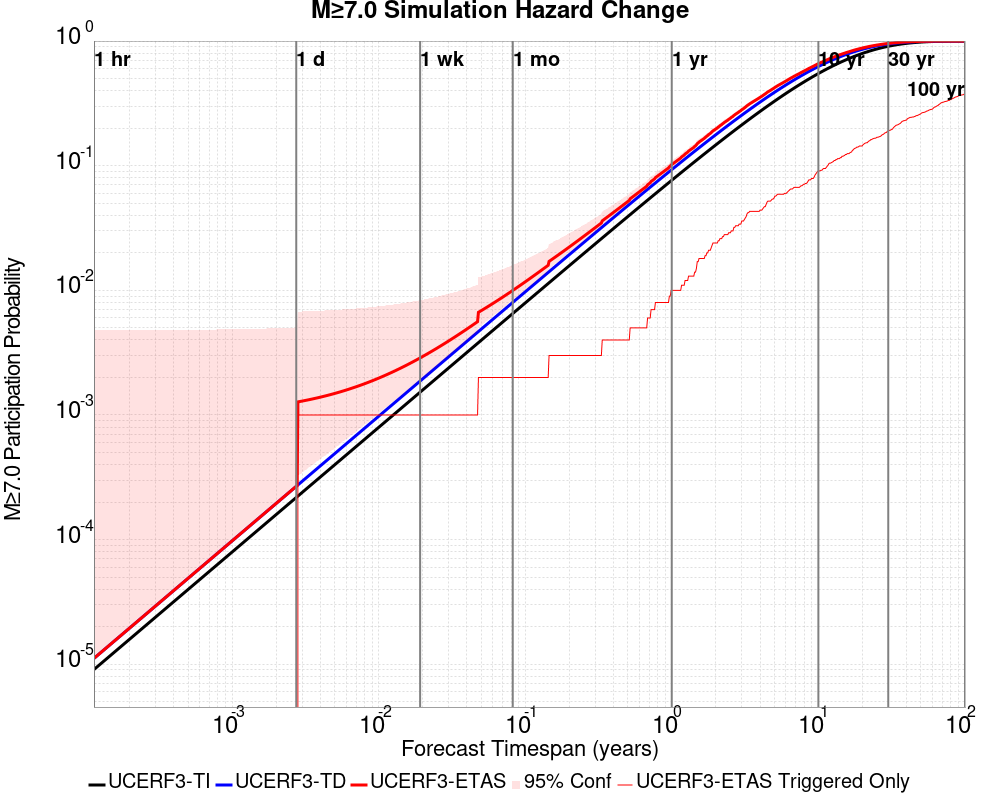 M≥7.0 Simulation Hazard Change
10^0
10^-1
10^-2
10^-3
10^-4
10^-5
M≥7.0 Participation Probability
1 hr
1 d
1 wk
1 mo
1 yr
10 yr
30 yr
100 yr
10^-3
10^-2
10^-1
10^0
10^1
10^2
Forecast Timespan (years)
UCERF3-TI
UCERF3-TD
UCERF3-ETAS
95% Conf
UCERF3-ETAS Triggered Only